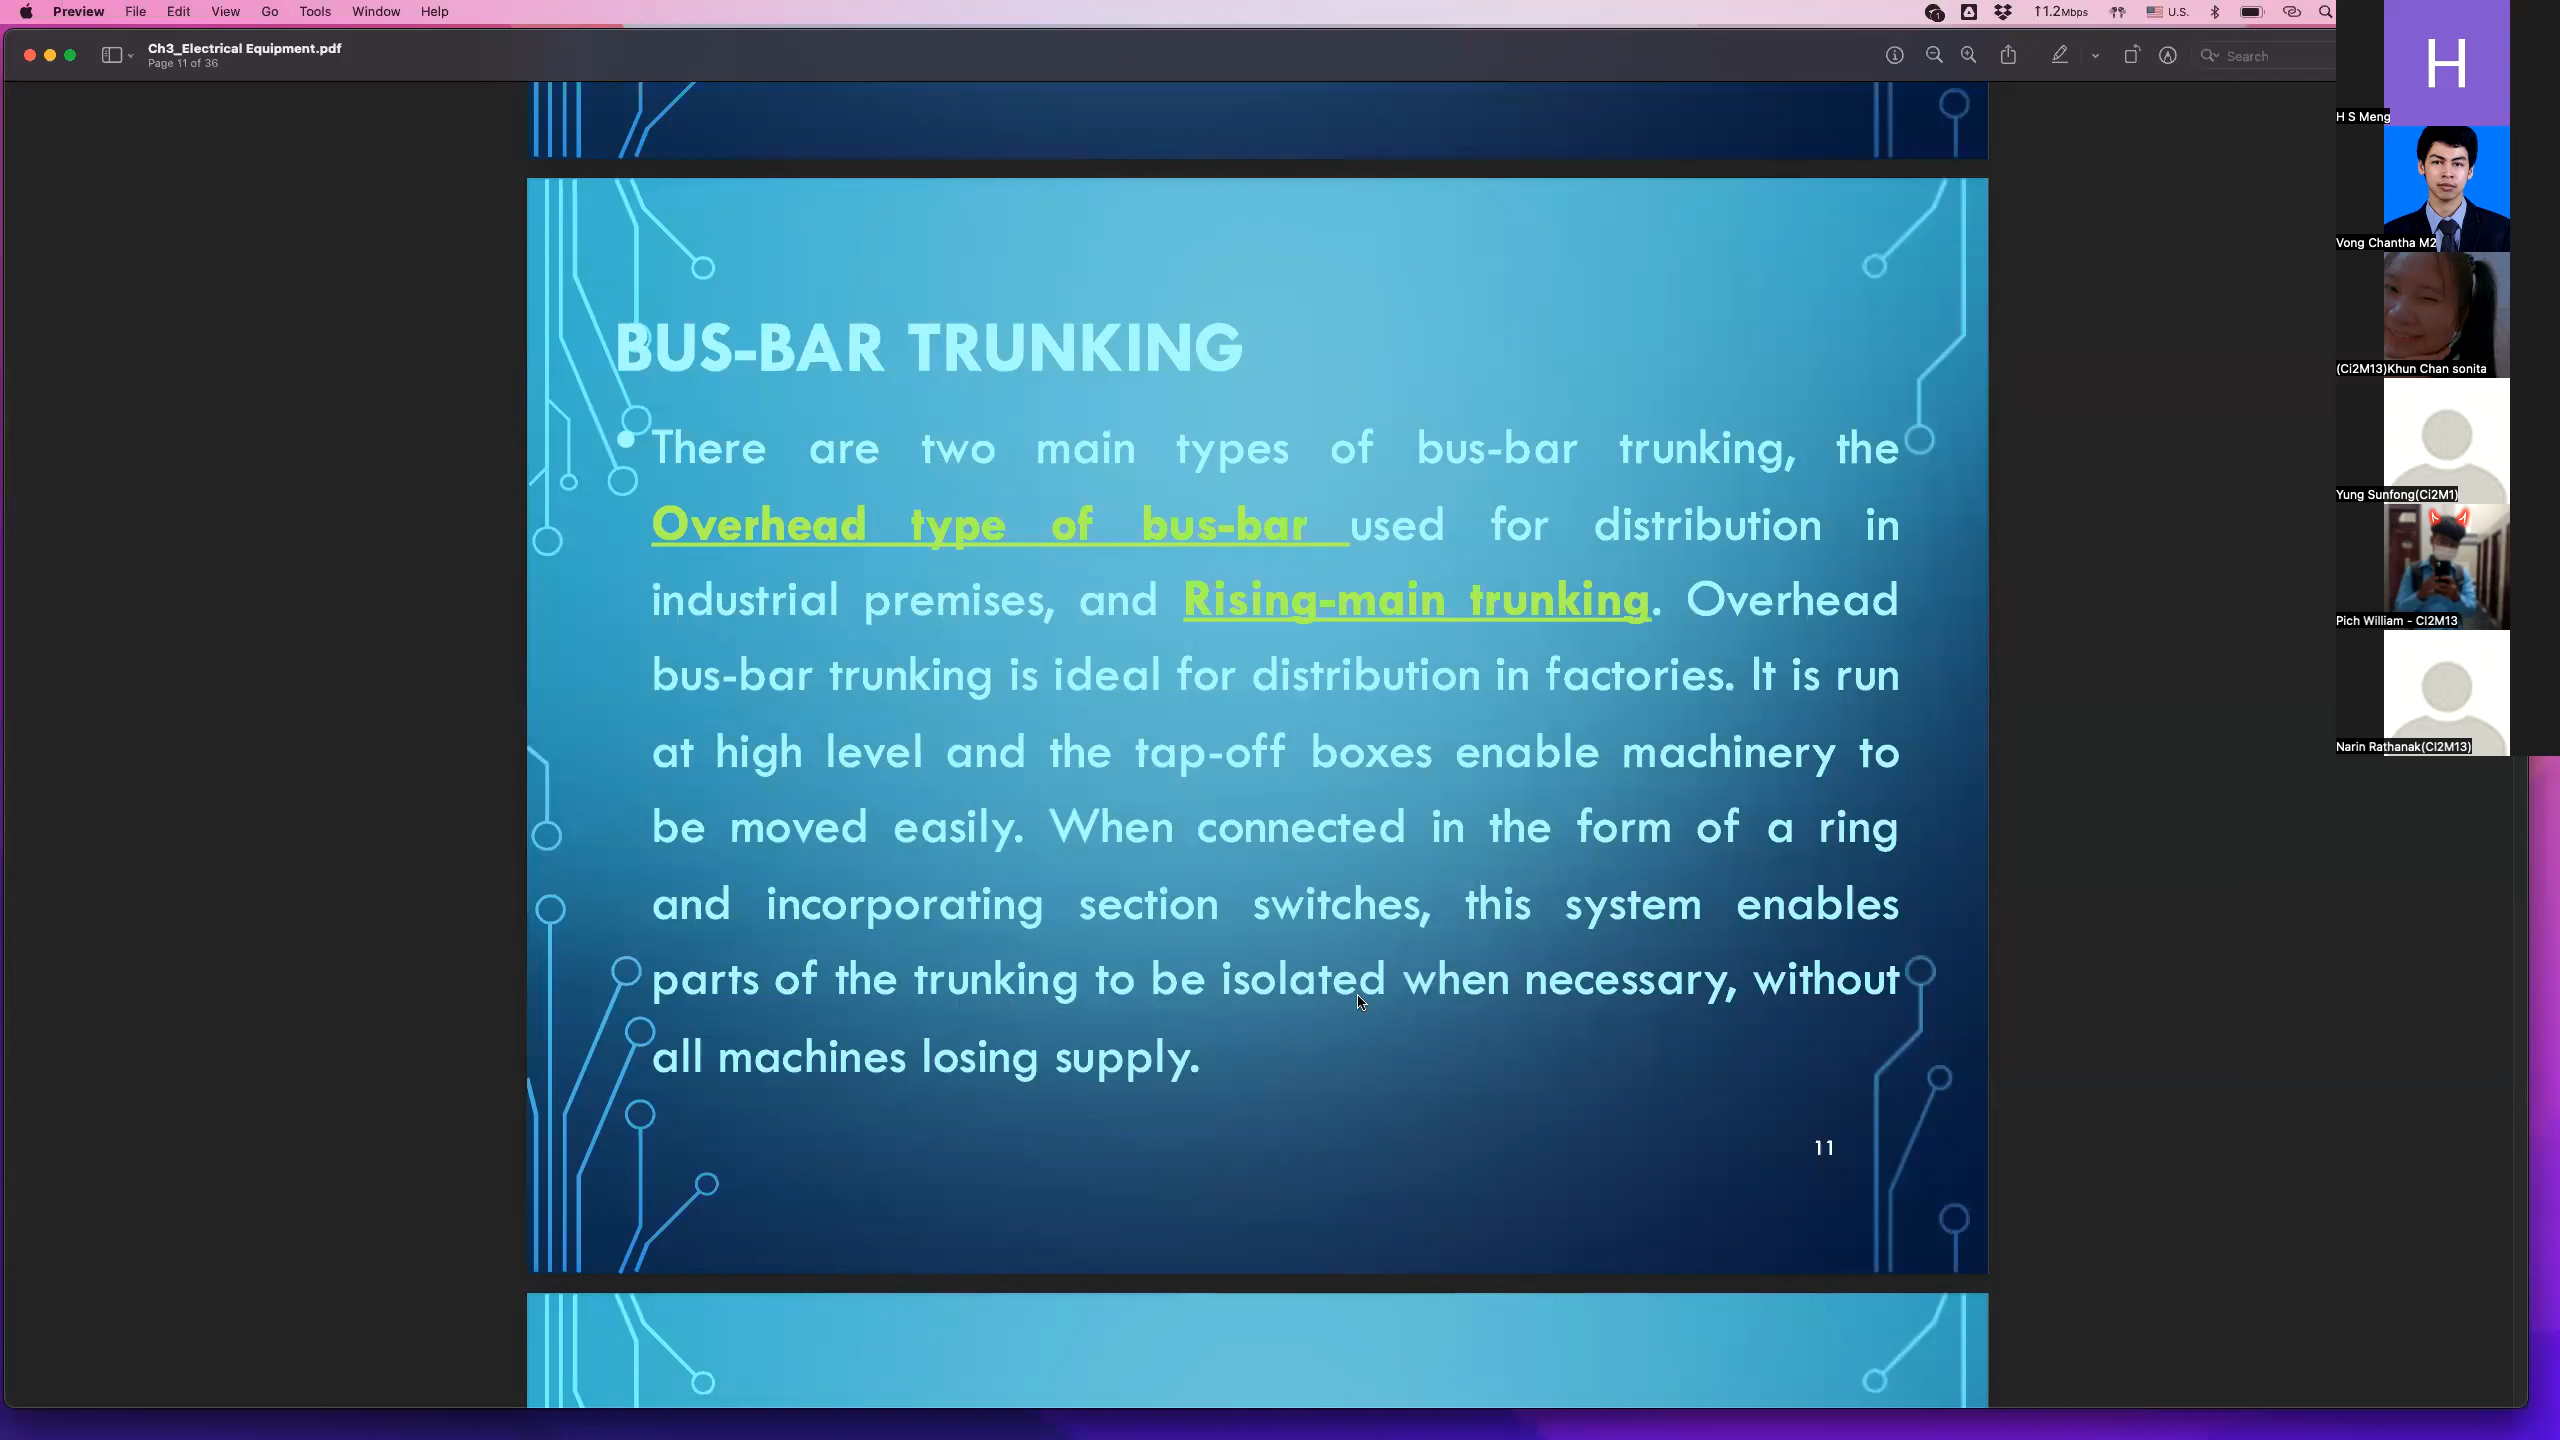 Preview File Edit View Go Tools Window Help
↑1.2Mbps U.S.
Ch3_Electrical Equipment.pdf
Page 11 of 36
Search
BUS-BAR TRUNKING
• There are two main types of bus-bar trunking, the
Overhead type of bus-bar used for distribution in
industrial premises, and Rising-main trunking. Overhead
bus-bar trunking is ideal for distribution in factories. It is run
at high level and the tap-off boxes enable machinery to
be moved easily. When connected in the form of a ring
and incorporating section switches, this system enables
parts of the trunking to be isolated when necessary, without
all machines losing supply.
11
H
H S Meng
Vong Chantha M2
(Ci2M13)Khun Chan sonita
Yung Sunfong(Ci2M1)
Pich William - CI2M13
Narin Rathanak(CI2M13)